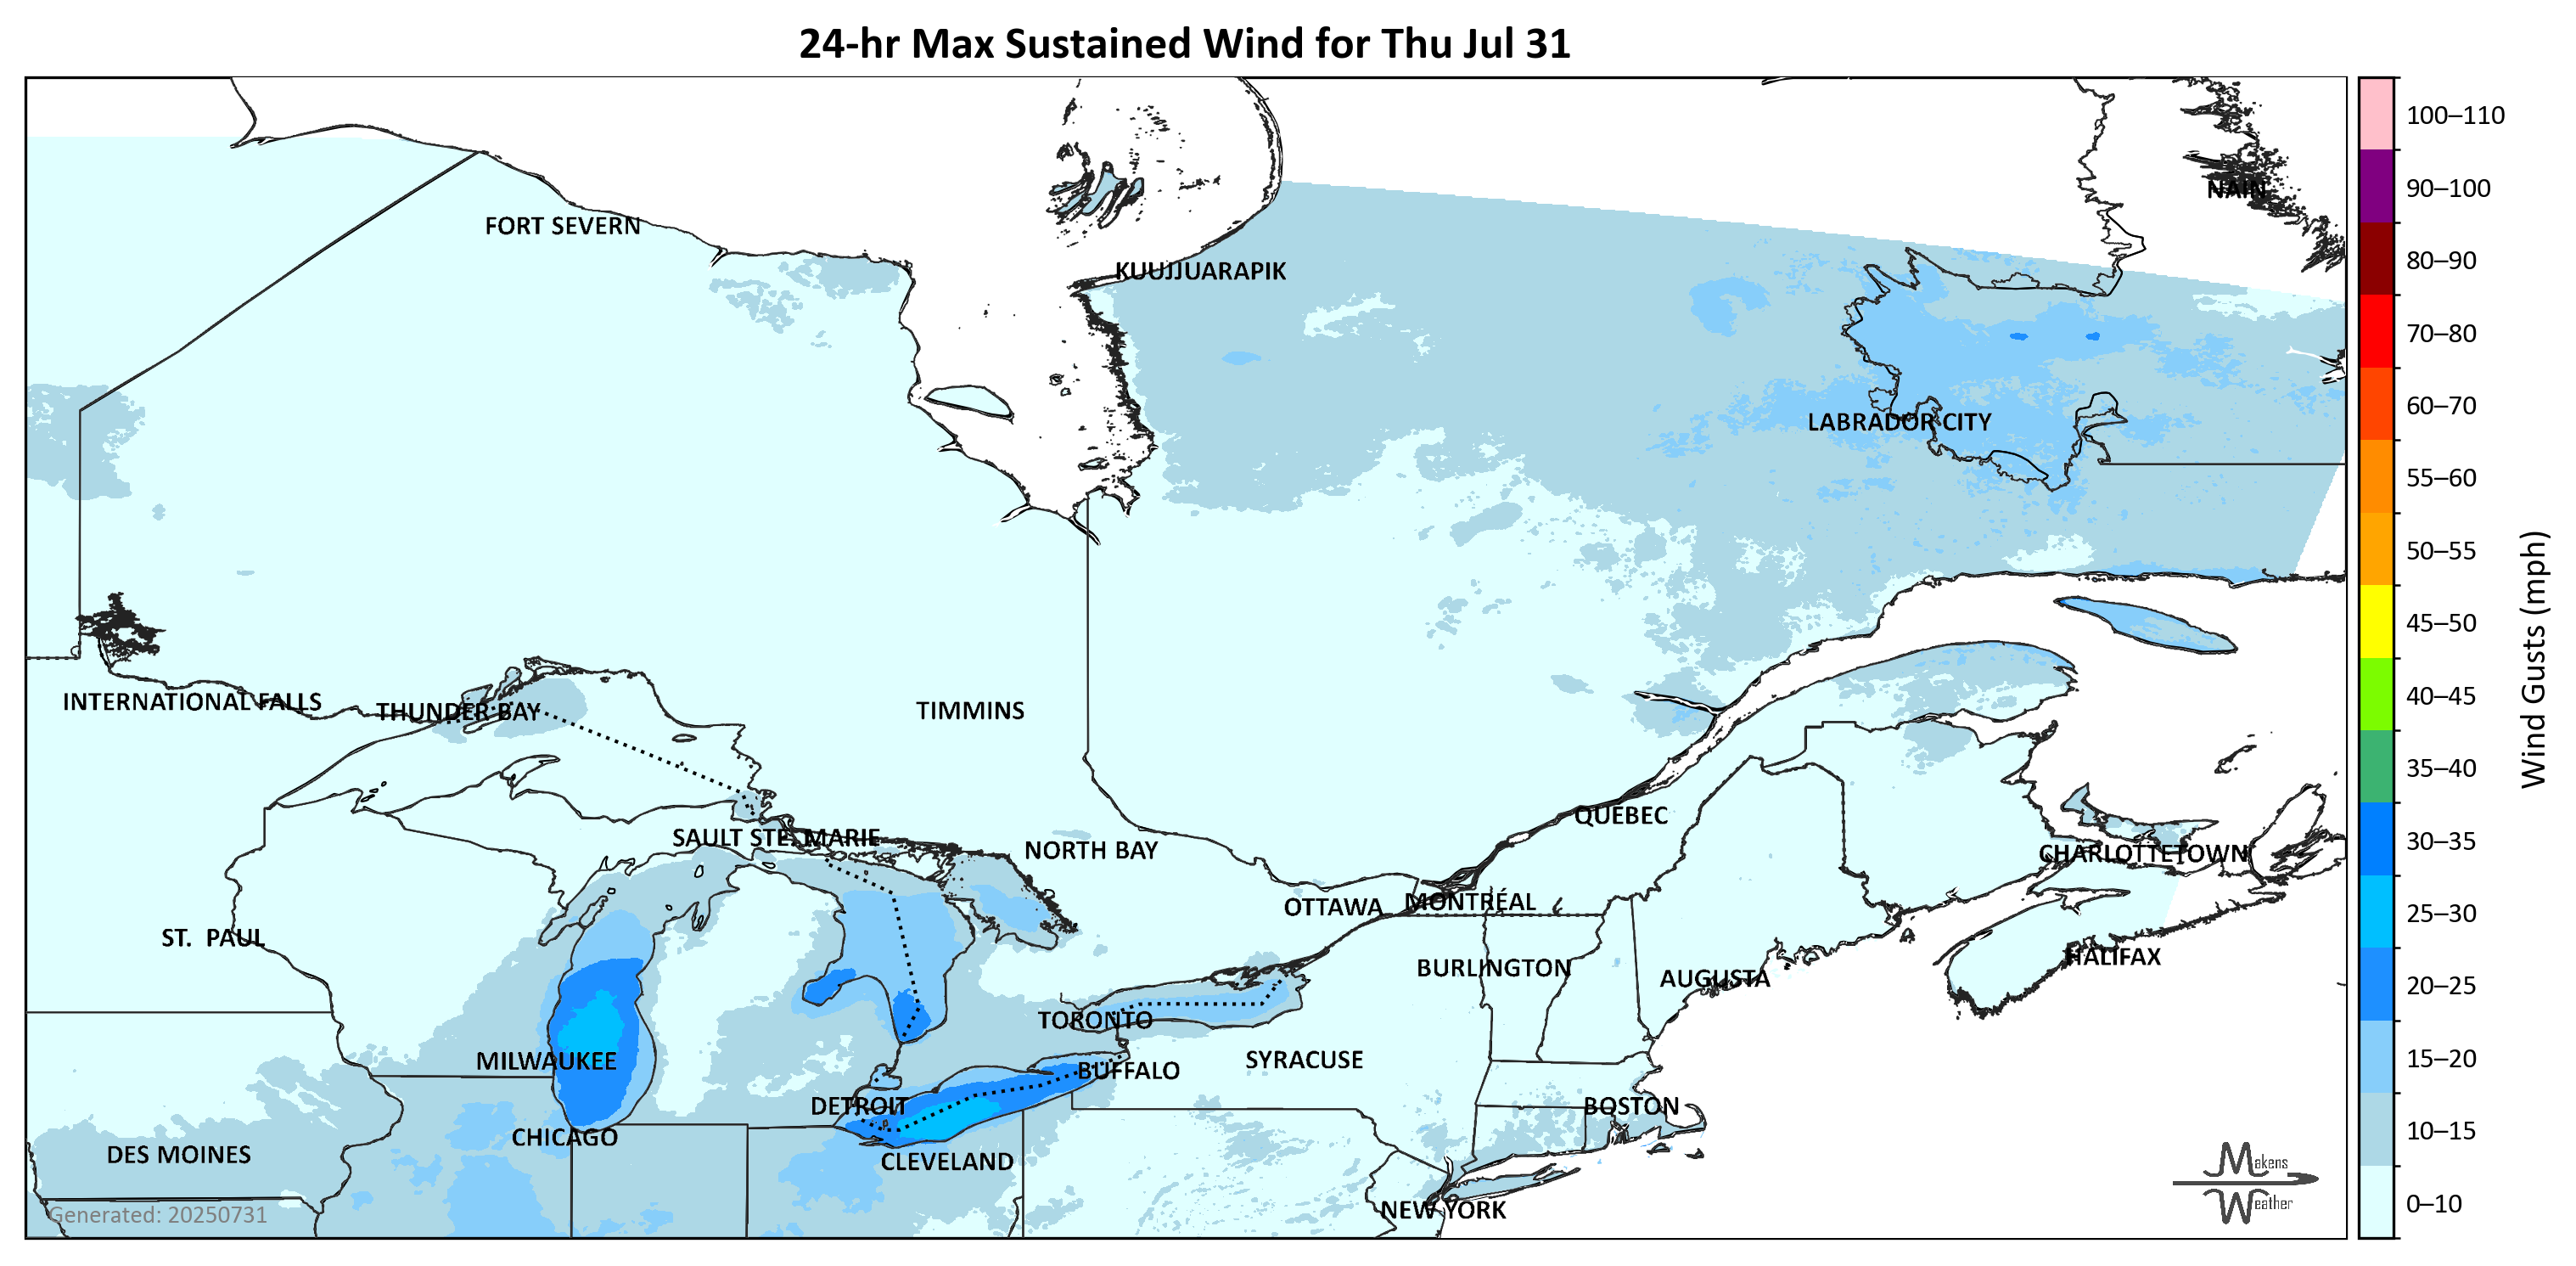 24-hr Max Sustained Wind for Thu Jul 31
100–110
90–100
NAIN
FORT SEVERN
80–90
KUUJJUARAPIK
70–80
60–70
LABRADOR CITY
55–60
50–55
45–50
Wind Gusts (mph)
INTERNATIONAL FALLS
THUNDER BAY
TIMMINS
40–45
35–40
QUÉBEC
SAULT STE. MARIE
NORTH BAY
30–35
CHARLOTTETOWN
OTTAWA
MONTRÉAL
25–30
ST. PAUL
BURLINGTON
HALIFAX
AUGUSTA
20–25
TORONTO
MILWAUKEE
SYRACUSE
15–20
BUFFALO
DETROIT
BOSTON
CHICAGO
10–15
DES MOINES
CLEVELAND
Makens
Weather
NEW YORK
0–10
Generated: 20250731